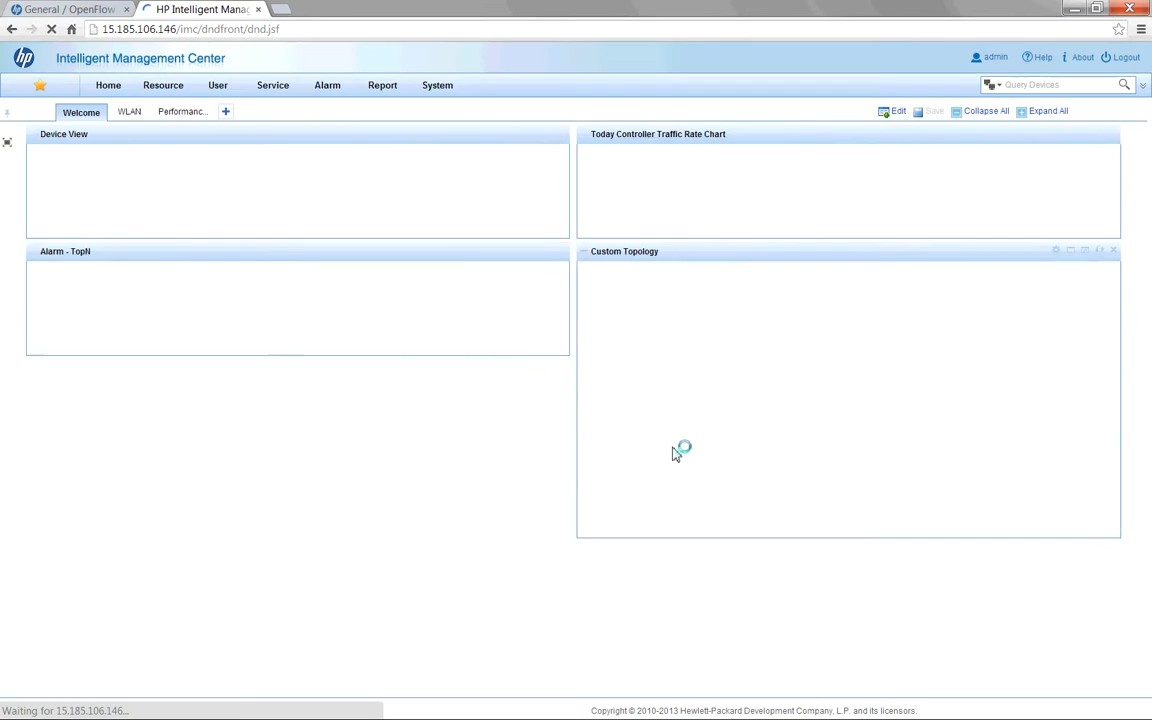 General / OpenFlow
HP Intelligent Mana
15.185.106.146/imc/dndfront/dnd.jsf
hp
Intelligent Management Center
admin
Help
About
Logout
Home
Resource
User
Service
Alarm
Report
System
Query Devices
Welcome
WLAN
Performanc...
Edit
Save
Collapse All
Expand All
Device View
Today Controller Traffic Rate Chart
Alarm - TopN
Custom Topology
Waiting for 15.185.106.146...
Copyright © 2010-2013 Hewlett-Packard Development Company, L.P. and its licensors.